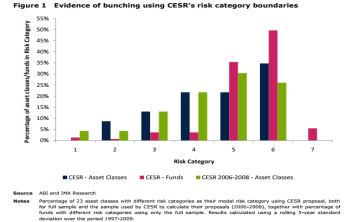 Figure 1 Evidence of bunching using CESR's risk category boundaries
55%
50%
45%
40%
35%
30%
25%
20%
15%
10%
5%
0%
Percentage of asset classes/funds in Risk Category
1 2 3 4 5 6 7
Risk Category
CESR - Asset Classes CESR - Funds CESR 2006-2008 - Asset Classes
Source ABI and IMA Research
Notes Percentage of 23 asset classes with different risk categories as their modal risk category using CESR proposal, both
for full sample and the sample used by CESR to calculate their proposals (2006-2008), together with percentage of
funds with different risk categories using only the full sample. Results calculated using a rolling 5-year standard
deviation over the period 1997-2009.